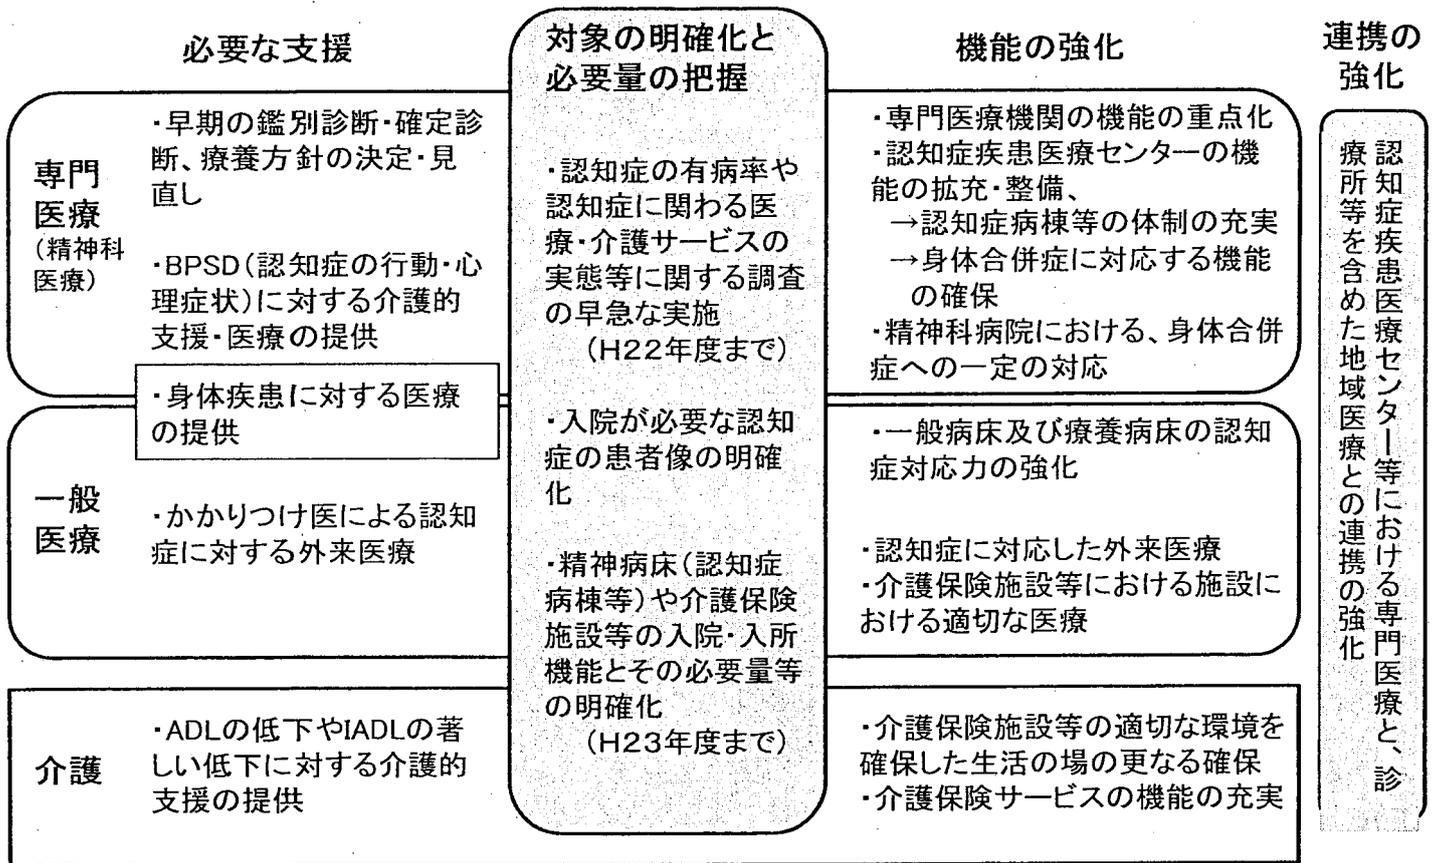 必要な支援
対象の明確化と
必要量の把握
機能の強化
連携の
強化
専門
医療
(精神科
医療)
・早期の鑑別診断・確定診
断、療養方針の決定・見
直し
・BPSD(認知症の行動・心
理症状)に対する介護的
支援・医療の提供
・身体疾患に対する医療
の提供
一般
医療
・かかりつけ医による認知
症に対する外来医療
介護
・ADLの低下やIADLの著
しい低下に対する介護的
支援の提供
・認知症の有病率や
認知症に関わる医
療・介護サービスの
実態等に関する調査
の早急な実施
(H22年度まで)
・入院が必要な認知
症の患者像の明確
化
・精神病床(認知症
病棟等)や介護保険
施設等の入院・入所
機能とその必要量等
の明確化
(H23年度まで)
・専門医療機関の機能の重点化
・認知症疾患医療センターの機
能の拡充・整備、
→認知症病棟等の体制の充実
→身体合併症に対応する機能
の確保
・精神科病院における、身体合併
症への一定の対応
・一般病床及び療養病床の認知
症対応力の強化
・認知症に対応した外来医療
・介護保険施設等における施設に
おける適切な医療
・介護保険施設等の適切な環境を
確保した生活の場の更なる確保
・介護保険サービスの機能の充実
認知症疾患医療センター等における専門医療と、診
療所等を含めた地域医療との連携の強化